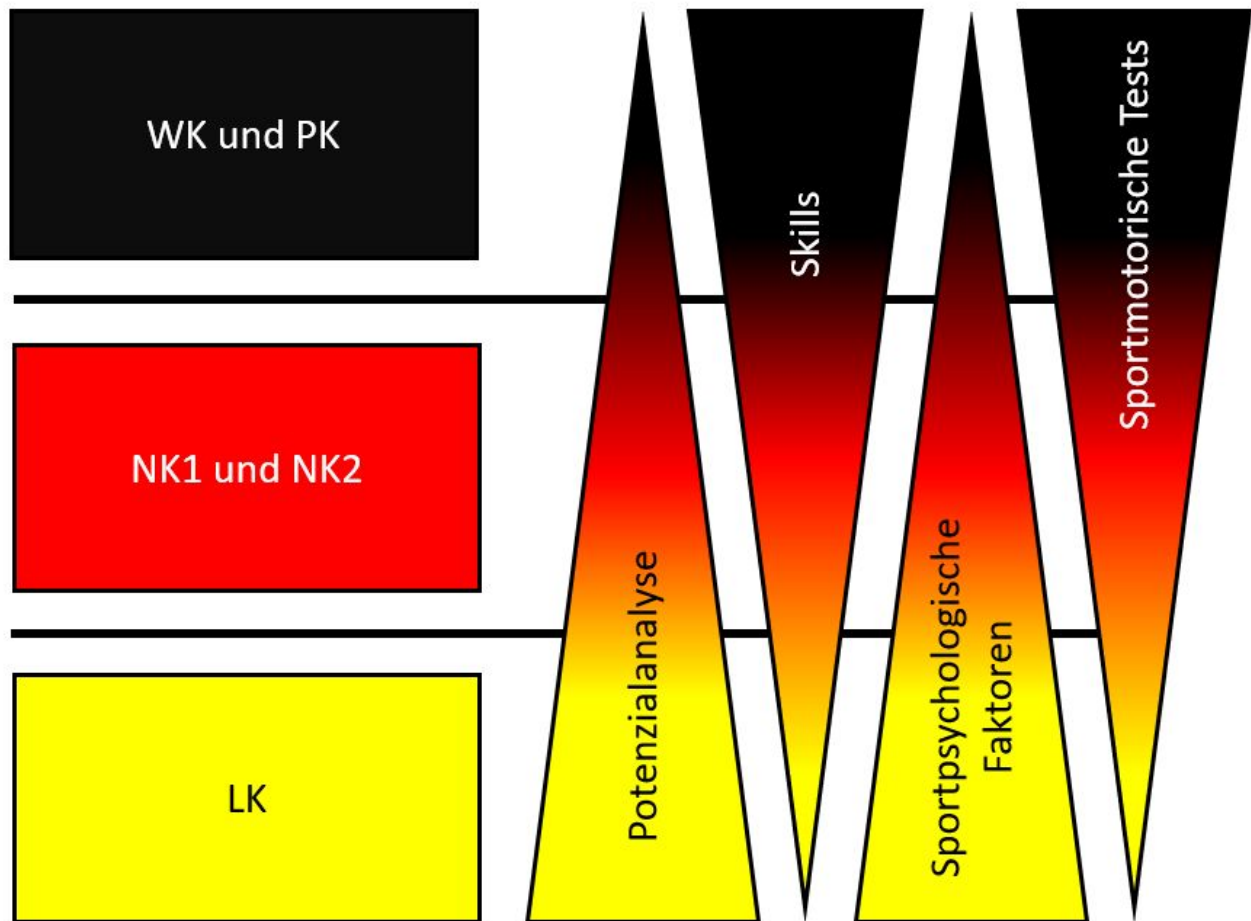 WK und PK
NK1 und NK2
LK
Potenzialanalyse
Skills
Sportpsychologische
Faktoren
Sportmotorische Tests